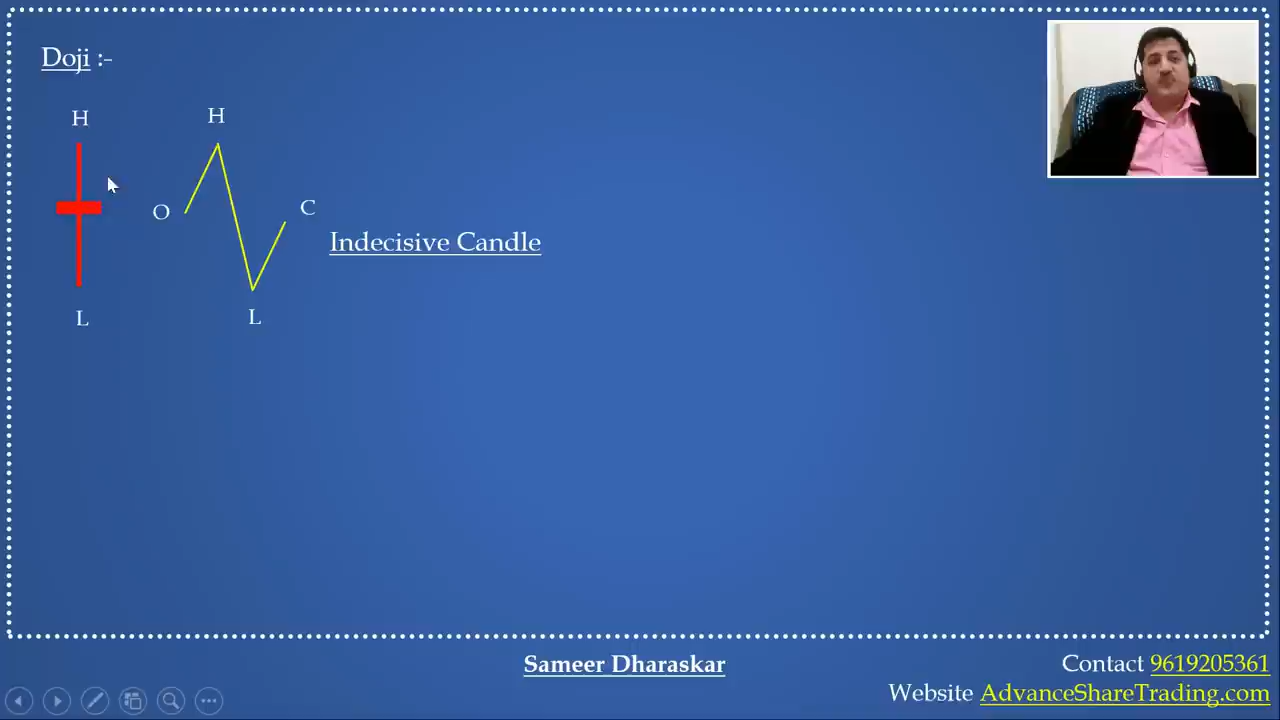 Doji :-
H
H
O
C
Indecisive Candle
L
L
Sameer Dharaskar
Contact 9619205361
Website AdvanceShareTrading.com